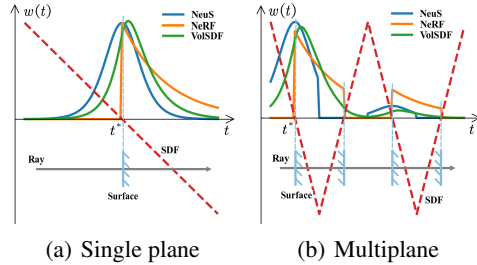 w(t)
NeuS
NeRF
VolSDF
t*
t
SDF
Ray
Surface
(a) Single plane
w(t)
NeuS
NeRF
VolSDF
t*
t
Ray
Surface
SDF
(b) Multiplane